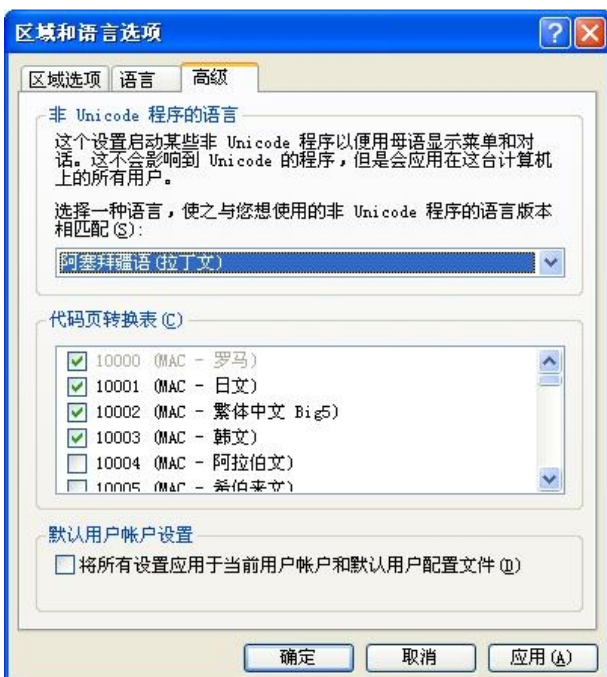 区域和语言选项
区域选项 语言 高级
非 Unicode 程序的语言
这个设置启动某些非 Unicode 程序以便用母语显示菜单和对
话。这不会影响到 Unicode 的程序，但是会应用在这台计算机
上的所有用户。
选择一种语言，使之与您想使用的非 Unicode 程序的语言版本
相匹配(S):
阿塞拜疆语(拉丁文)
代码页转换表(C)
10000 (MAC - 罗马)
10001 (MAC - 日文)
10002 (MAC - 繁体中文 Big5)
10003 (MAC - 韩文)
10004 (MAC - 阿拉伯文)
10005 (MAC - 希伯来文)
默认用户帐户设置
将所有设置应用于当前用户帐户和默认用户配置文件(D)
确定 取消 应用(A)